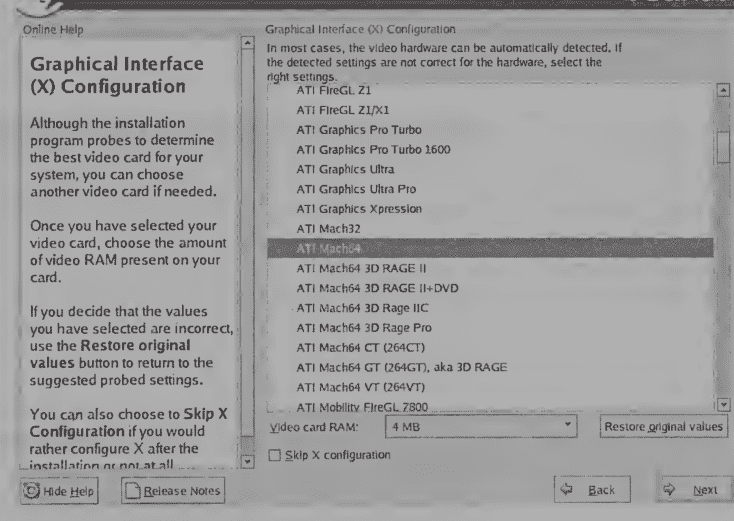 Online Help
Graphical Interface
(X) Configuration
Although the installation
program probes to determine
the best video card for your
system, you can choose
another video card if needed.
Once you have selected your
video card, choose the amount
of video RAM present on your
card.
If you decide that the values
you have selected are incorrect,
use the Restore original
values button to return to the
suggested probed settings.
You can also choose to Skip X
Configuration if you would
rather configure X after the
installation or not at all
Graphical Interface (X) Configuration
In most cases, the video hardware can be automatically detected. If
the detected settings are not correct for the hardware, select the
right settings.
ATI FireGL Z1
ATI FireGL Z1/X1
ATI Graphics Pro Turbo
ATI Graphics Pro Turbo 1600
ATI Graphics Ultra
ATI Graphics Ultra Pro
ATI Graphics Xpression
ATI Mach32
ATI Mach64
ATI Mach64 3D RAGE II
ATI Mach64 3D RAGE II+DVD
ATI Mach64 3D Rage IIC
ATI Mach64 3D Rage Pro
ATI Mach64 CT (264CT)
ATI Mach64 GT (264GT), aka 3D RAGE
ATI Mach64 VT (264VT)
ATI Mobility FireGL 7800
Video card RAM: 4 MB Restore original values
Skip X configuration
Hide Help Release Notes Back Next